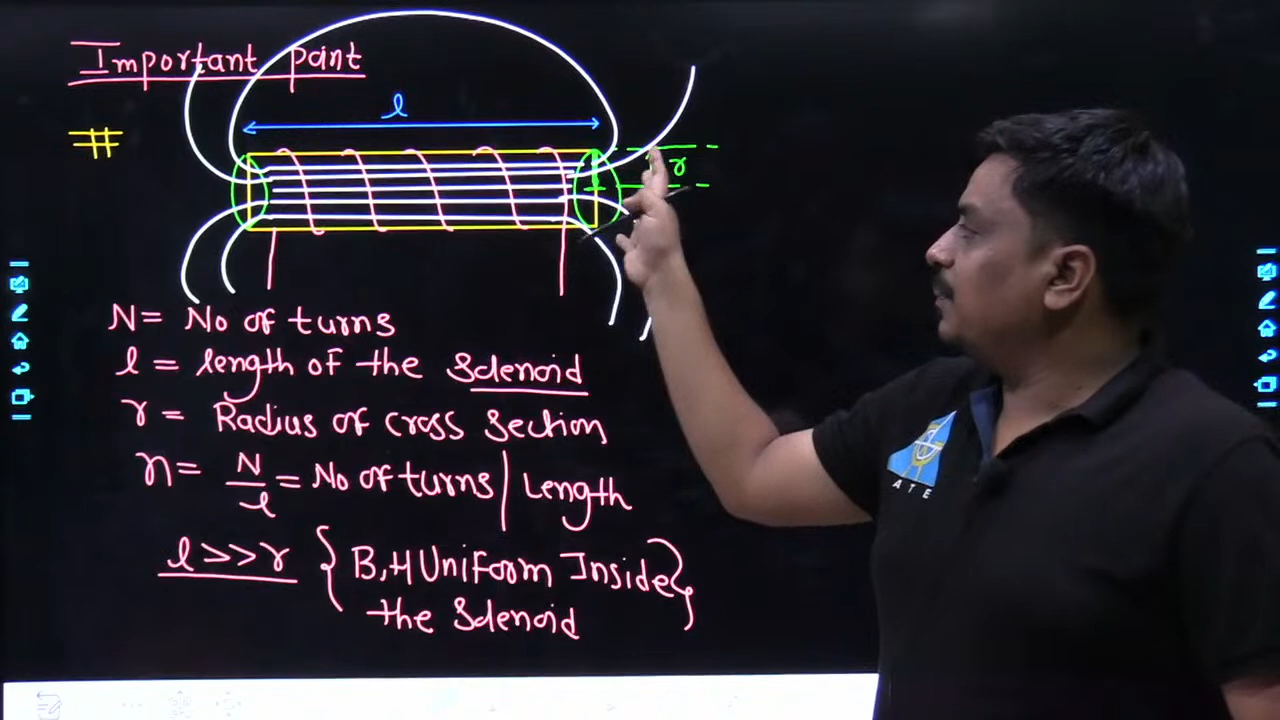 Important point
#
l
r
N = No of turns
l = length of the Solenoid
r = Radius of cross section
n = N/l = No of turns | Length
l >> r { B, H Uniform Inside the Solenoid }
ATE